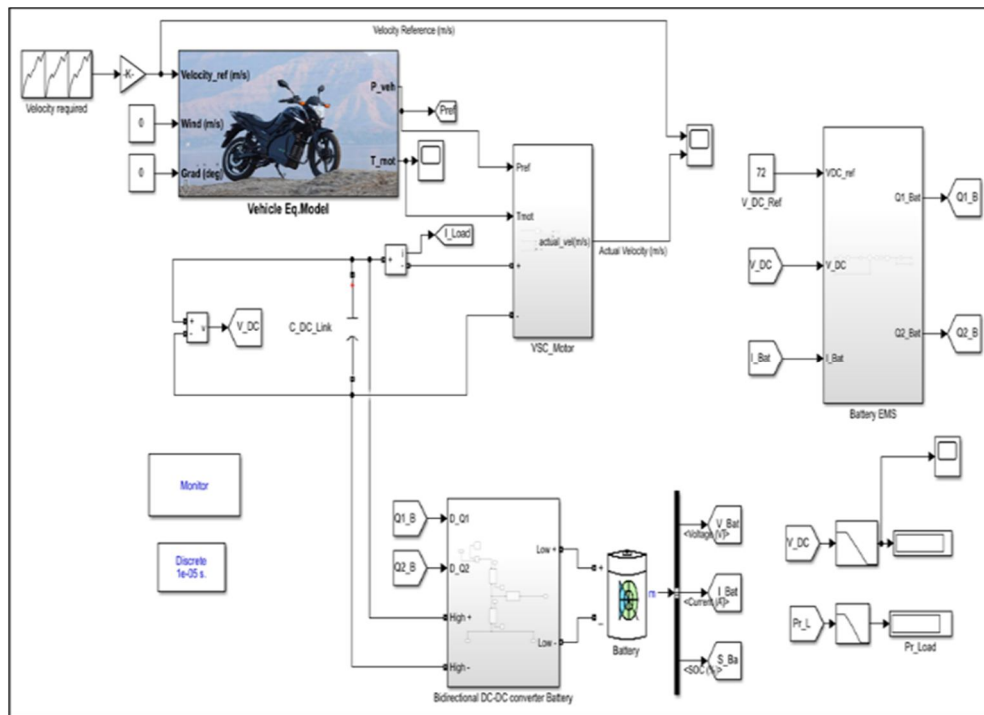 Velocity Reference (m/s)
-K-
Velocity required
Velocity_ref (m/s)
P_veh
Pref
0
Wind (m/s)
T_mot
0
Grad (deg)
Vehicle Eq.Model
Pref
Tmot
actual_vel(m/s)
Actual Velocity (m/s)
+
-
VSC_Motor
I_Load
+
i
-
+
-
v
V_DC
C_DC_Link
72
V_DC_Ref
VDC_ref
Q1_Bat
Q1_B
V_DC
V_DC
Q2_Bat
Q2_B
I_Bat
I_Bat
Battery EMS
Monitor
Discrete
1e-05 s.
Q1_B
D_Q1
Q2_B
D_Q2
High +
High -
Low +
Low -
Bidirectional DC-DC converter Battery
+
_
m
Battery
V_Bat
<Voltage (V)>
I_Bat
<Current (A)>
S_Ba
V_DC
Pr_L
Pr_Load